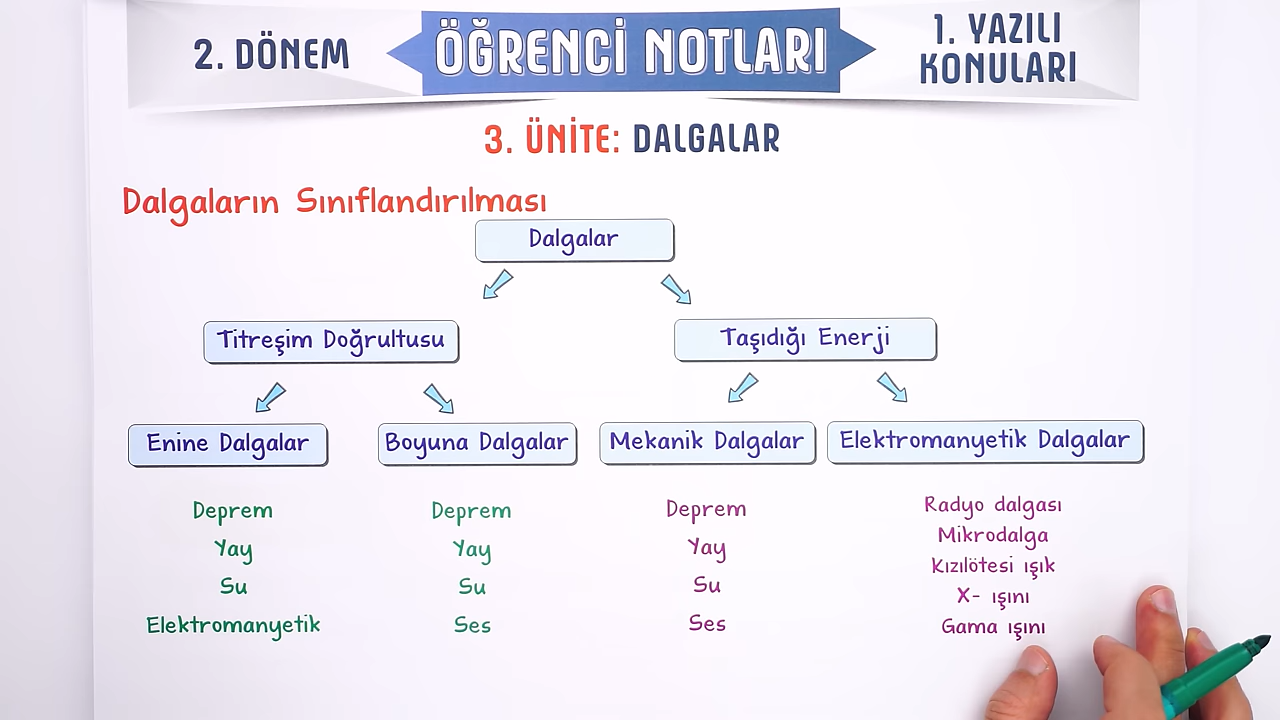 2. DÖNEM
ÖĞRENCİ NOTLARI
1. YAZILI
KONULARI
3. ÜNİTE: DALGALAR
Dalgaların Sınıflandırılması
Dalgalar
Titreşim Doğrultusu
Taşıdığı Enerji
Enine Dalgalar
Boyuna Dalgalar
Mekanik Dalgalar
Elektromanyetik Dalgalar
Deprem
Yay
Su
Elektromanyetik
Deprem
Yay
Su
Ses
Deprem
Yay
Su
Ses
Radyo dalgası
Mikrodalga
Kızılötesi ışık
X- ışını
Gama ışını